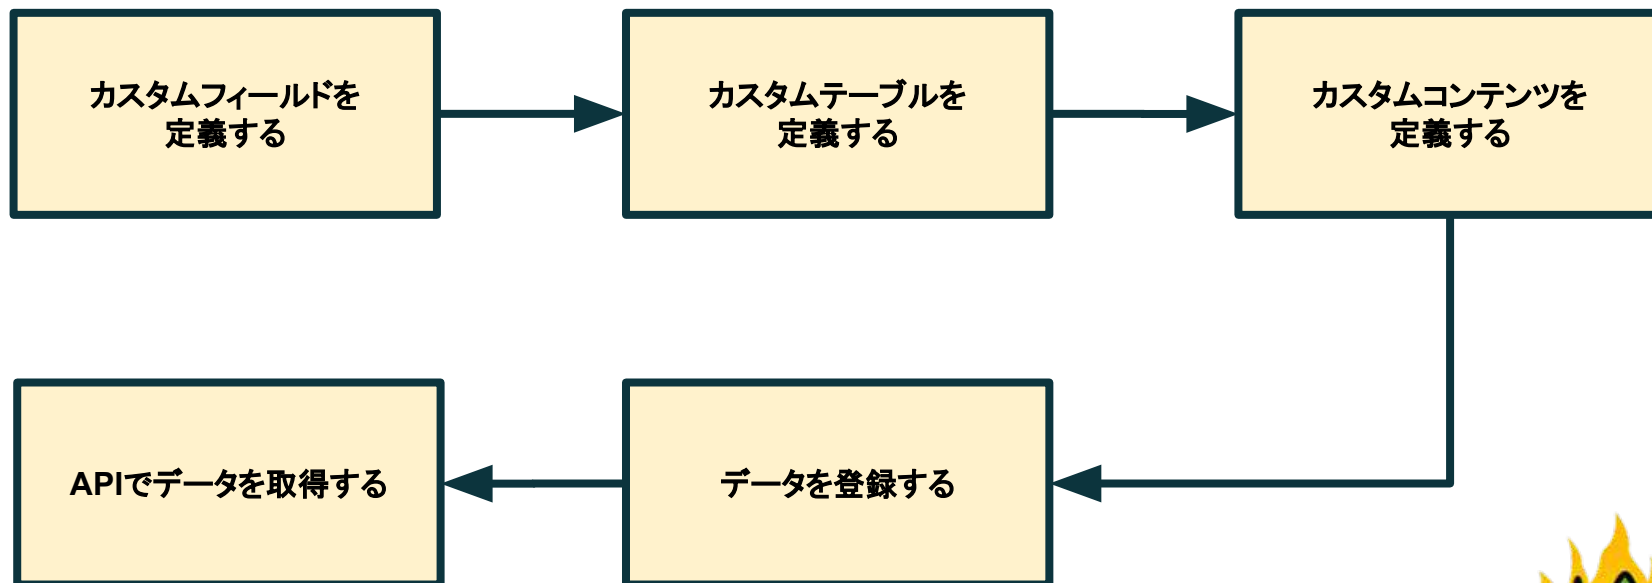 カスタムフィールドを
定義する
カスタムテーブルを
定義する
カスタムコンテンツを
定義する
データを登録する
APIでデータを取得する